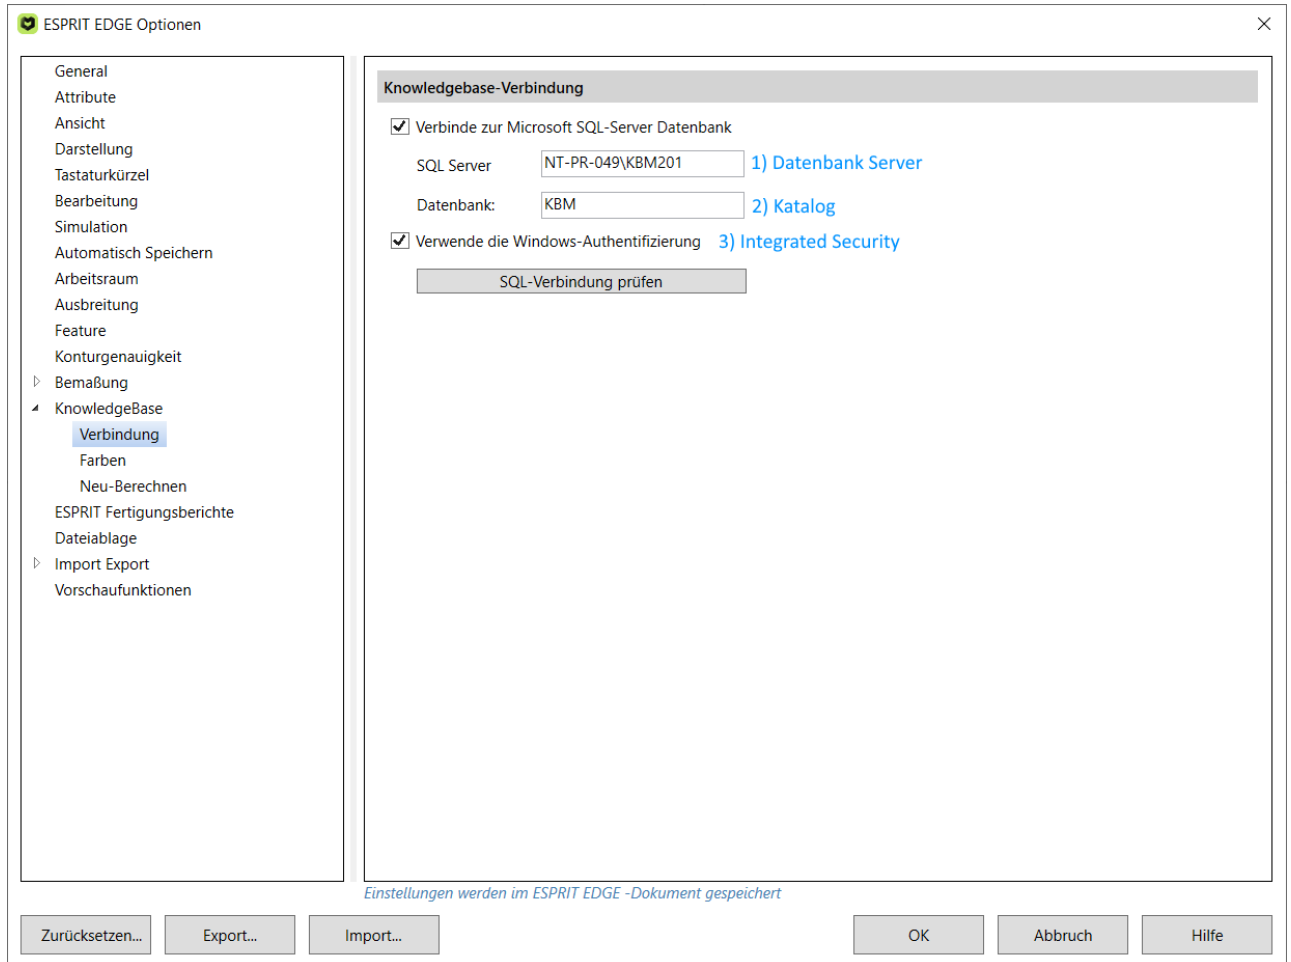 ESPRIT EDGE Optionen
General
Attribute
Ansicht
Darstellung
Tastaturkürzel
Bearbeitung
Simulation
Automatisch Speichern
Arbeitsraum
Ausbreitung
Feature
Konturgenauigkeit
Bemaßung
KnowledgeBase
Verbindung
Farben
Neu-Berechnen
ESPRIT Fertigungsberichte
Dateiablage
Import Export
Vorschaufunktionen
Knowledgebase-Verbindung
Verbinde zur Microsoft SQL-Server Datenbank
SQL Server NT-PR-049\KBM201 1) Datenbank Server
Datenbank: KBM 2) Katalog
Verwende die Windows-Authentifizierung 3) Integrated Security
SQL-Verbindung prüfen
Einstellungen werden im ESPRIT EDGE -Dokument gespeichert
Zurücksetzen... Export... Import... OK Abbruch Hilfe